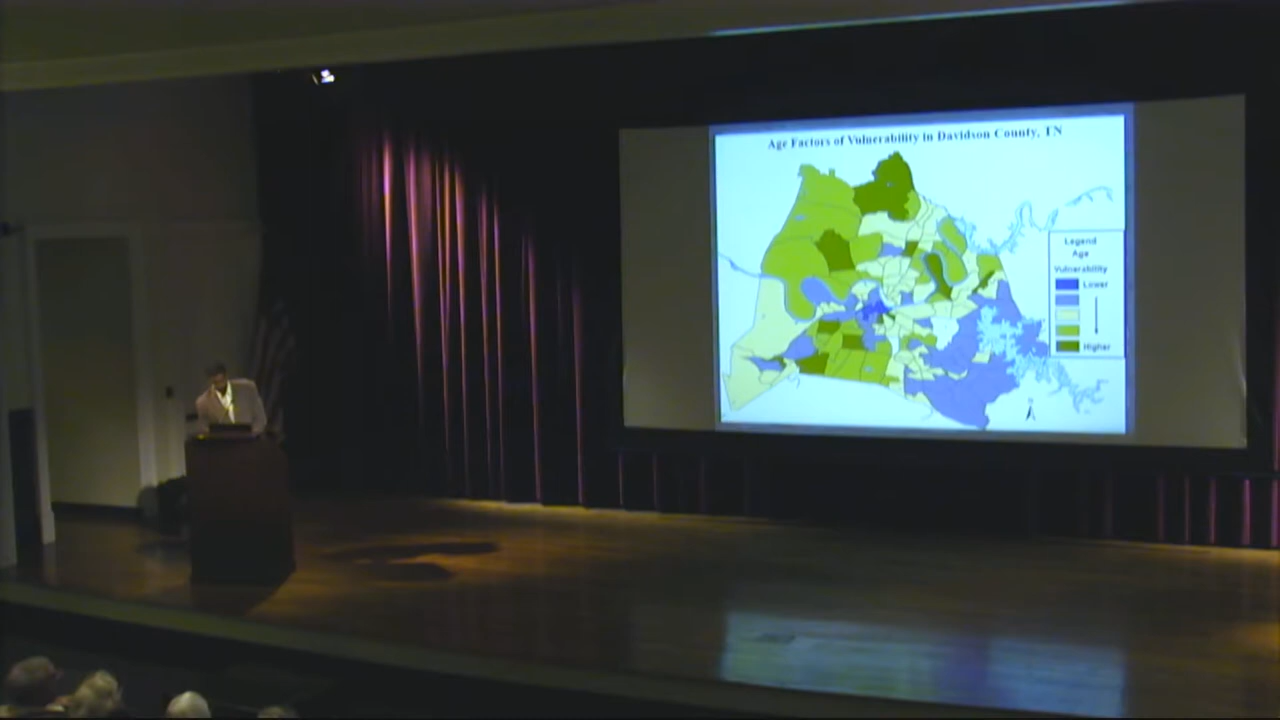 Age Factors of Vulnerability in Davidson County, TN
Legend
Age
Vulnerability
Lower
Higher
N